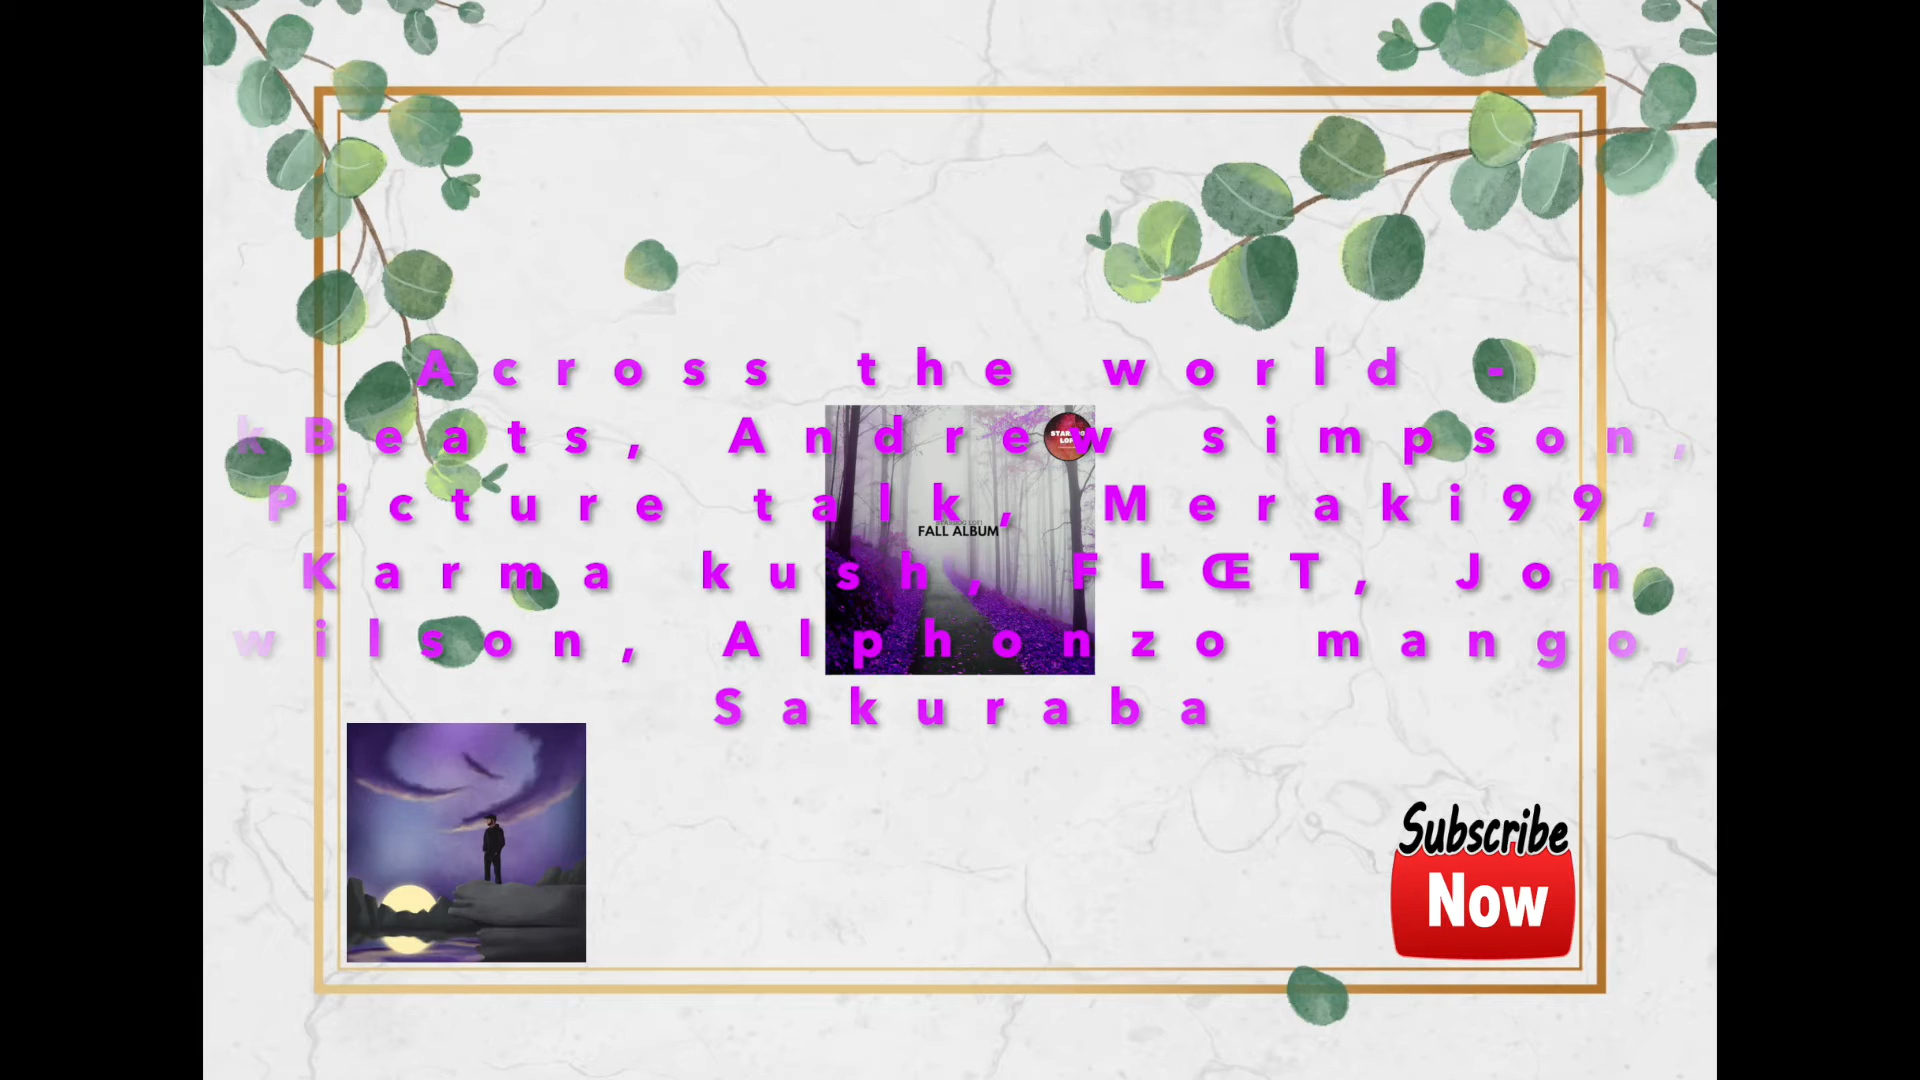 Across the world -
kBeats, Andrew simpson,
Picture talk, Meraki99,
Karma kush, FLŒT, Jon
wilson, Alphonzo mango,
Sakuraba
FALL ALBUM
Subscribe
Now